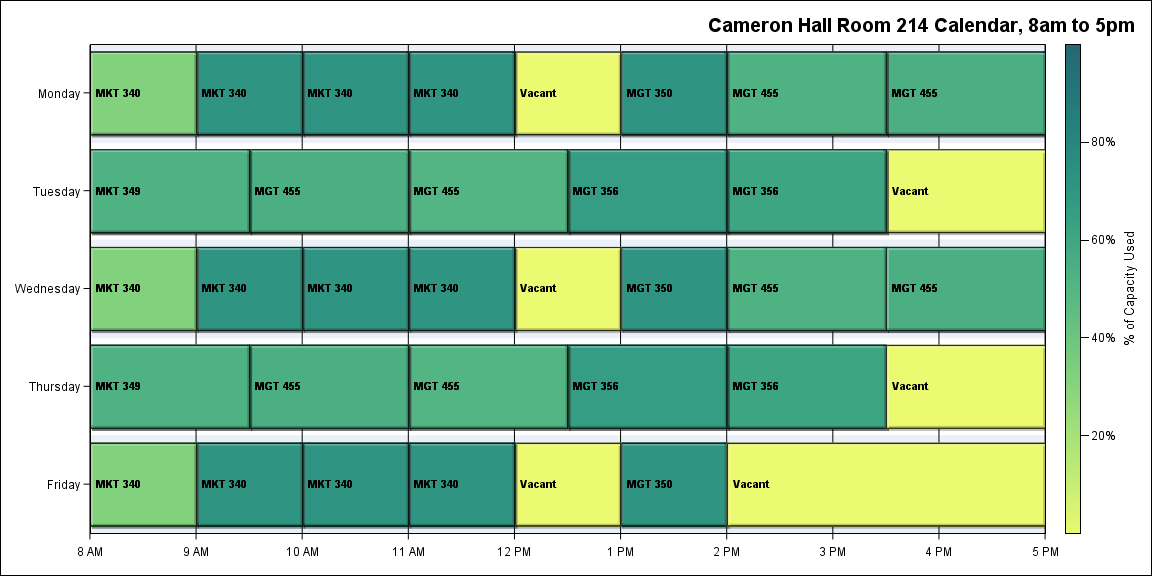 Cameron Hall Room 214 Calendar, 8am to 5pm
Monday MKT 340 MKT 340 MKT 340 MKT 340 Vacant MGT 350 MGT 455 MGT 455
80%
Tuesday MKT 349 MGT 455 MGT 455 MGT 356 MGT 356 Vacant
60%
% of Capacity Used
Wednesday MKT 340 MKT 340 MKT 340 MKT 340 Vacant MGT 350 MGT 455 MGT 455
40%
Thursday MKT 349 MGT 455 MGT 455 MGT 356 MGT 356 Vacant
20%
Friday MKT 340 MKT 340 MKT 340 MKT 340 Vacant MGT 350 Vacant
8 AM 9 AM 10 AM 11 AM 12 PM 1 PM 2 PM 3 PM 4 PM 5 PM